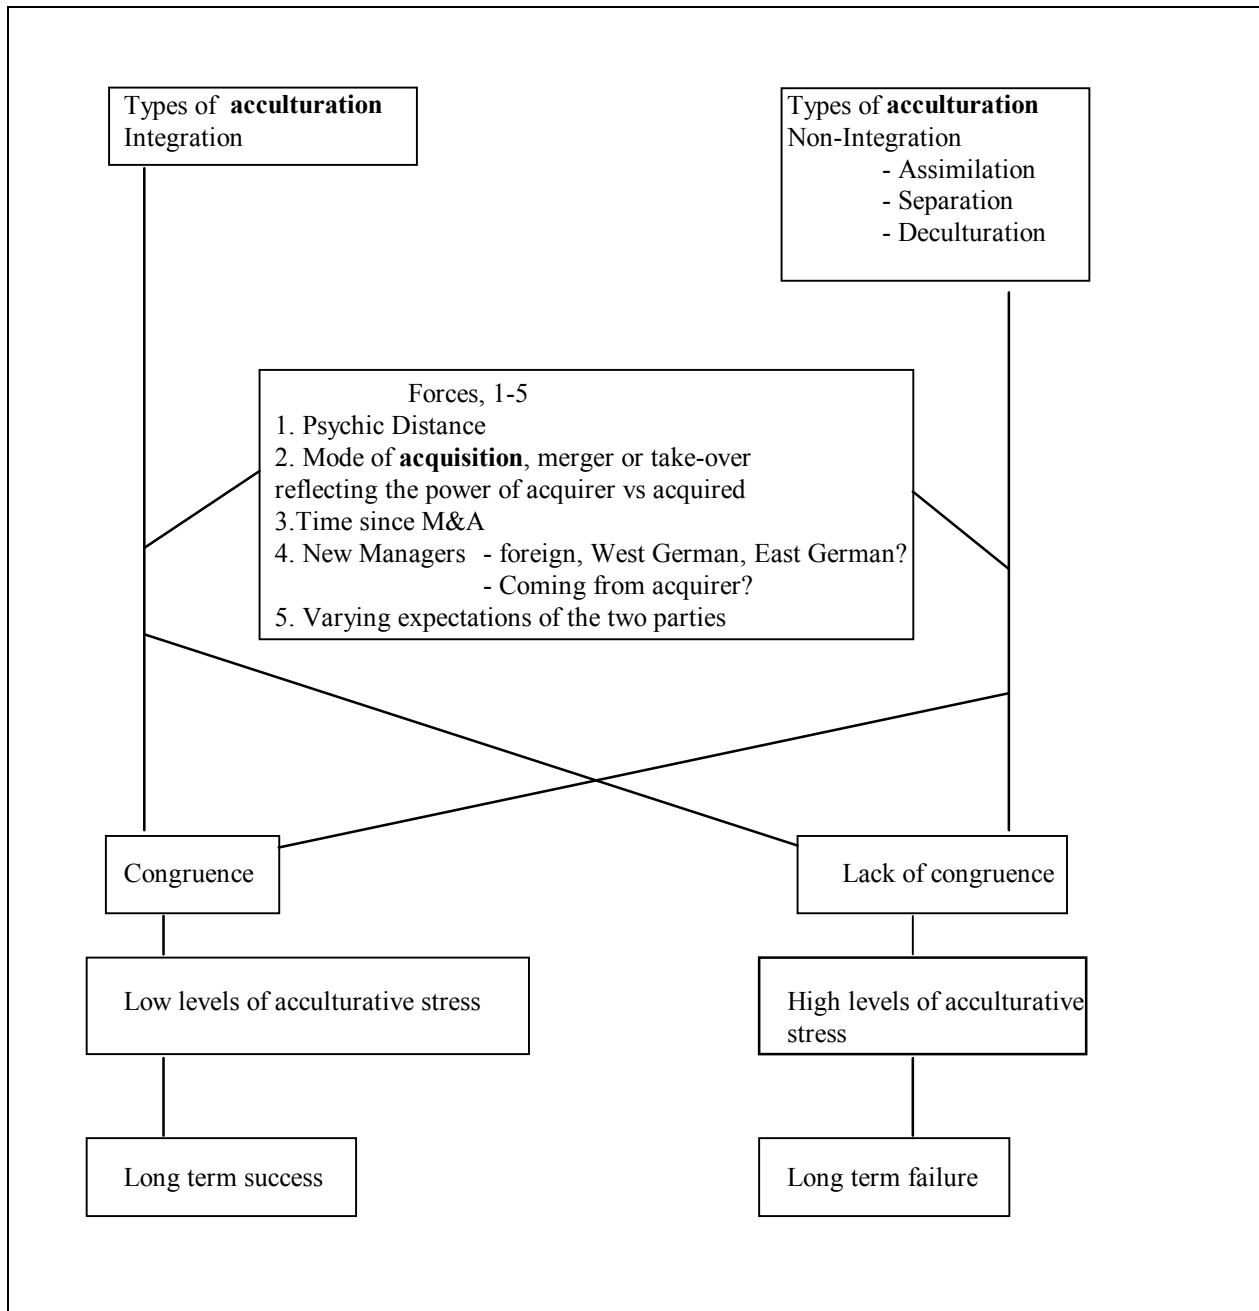 Types of acculturation
Integration
Types of acculturation
Non-Integration
- Assimilation
- Separation
- Deculturation
Forces, 1-5
1. Psychic Distance
2. Mode of acquisition, merger or take-over
reflecting the power of acquirer vs acquired
3.Time since M&A
4. New Managers - foreign, West German, East German?
- Coming from acquirer?
5. Varying expectations of the two parties
Congruence
Lack of congruence
Low levels of acculturative stress
High levels of acculturative
stress
Long term success
Long term failure